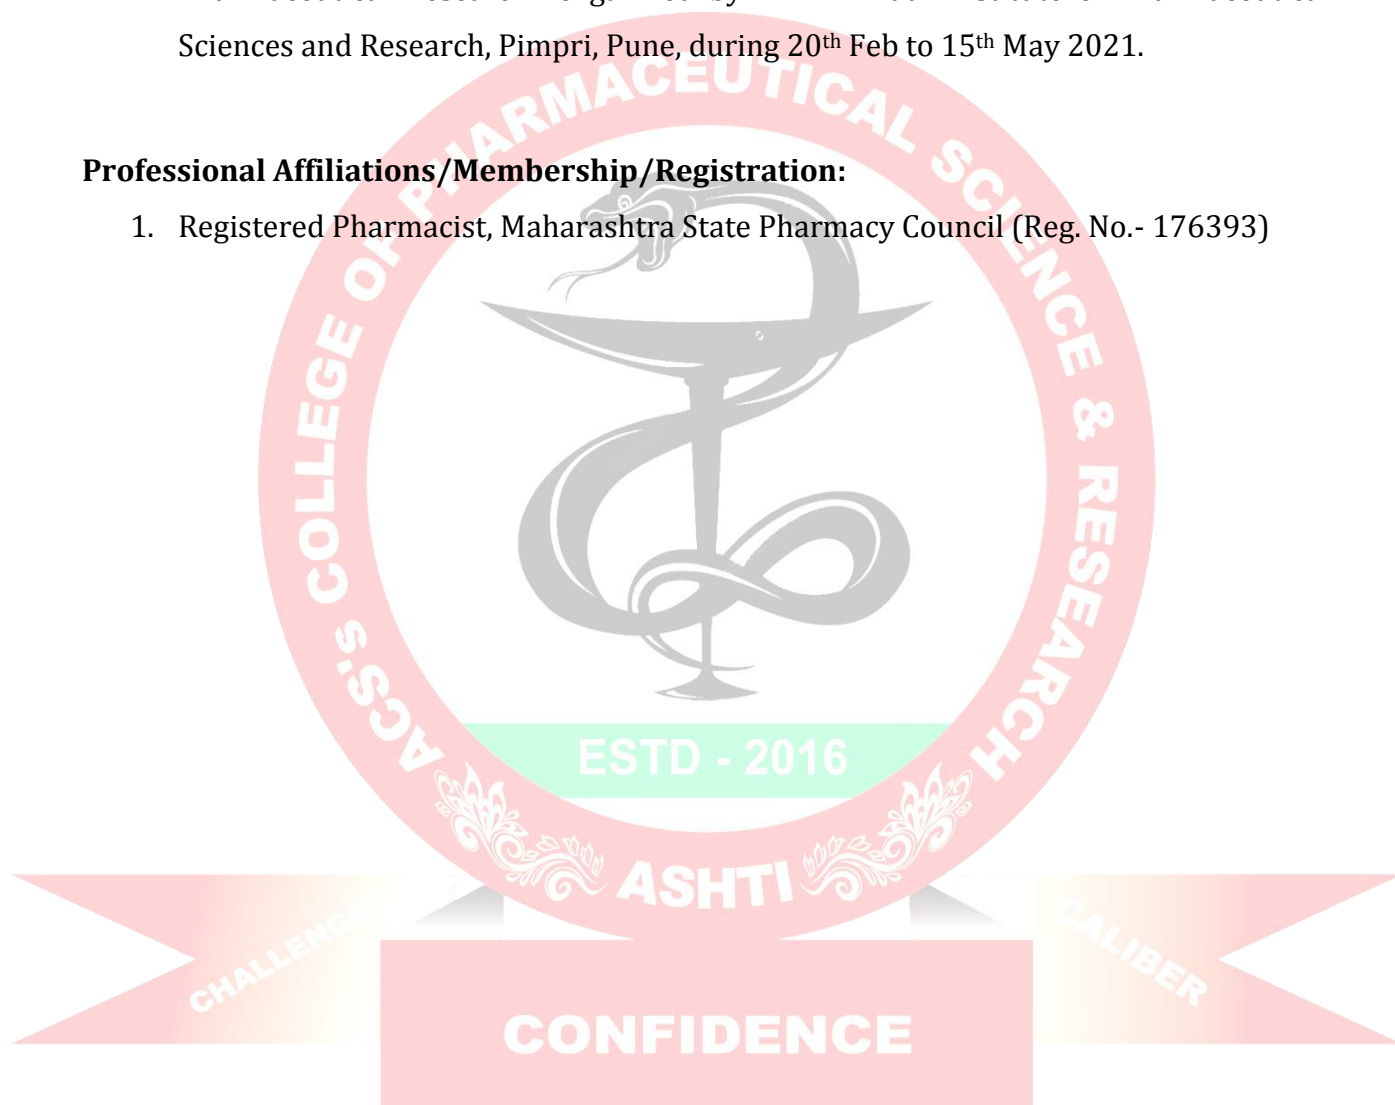 Sciences and Research, Pimpri, Pune, during 20th Feb to 15th May 2021.
Professional Affiliations/Membership/Registration:
1. Registered Pharmacist, Maharashtra State Pharmacy Council (Reg. No.- 176393)
ACS's COLLEGE OF PHARMACEUTICAL SCIENCE & RESEARCH
ESTD - 2016
ASHTI
CHALLENGE
CALIBER
CONFIDENCE